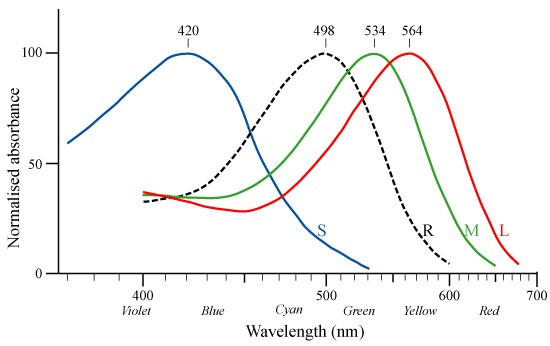 420 498 534 564
100
50
0
Normalised absorbance
S R M L
400 500 600 700
Violet Blue Cyan Green Yellow Red
Wavelength (nm)